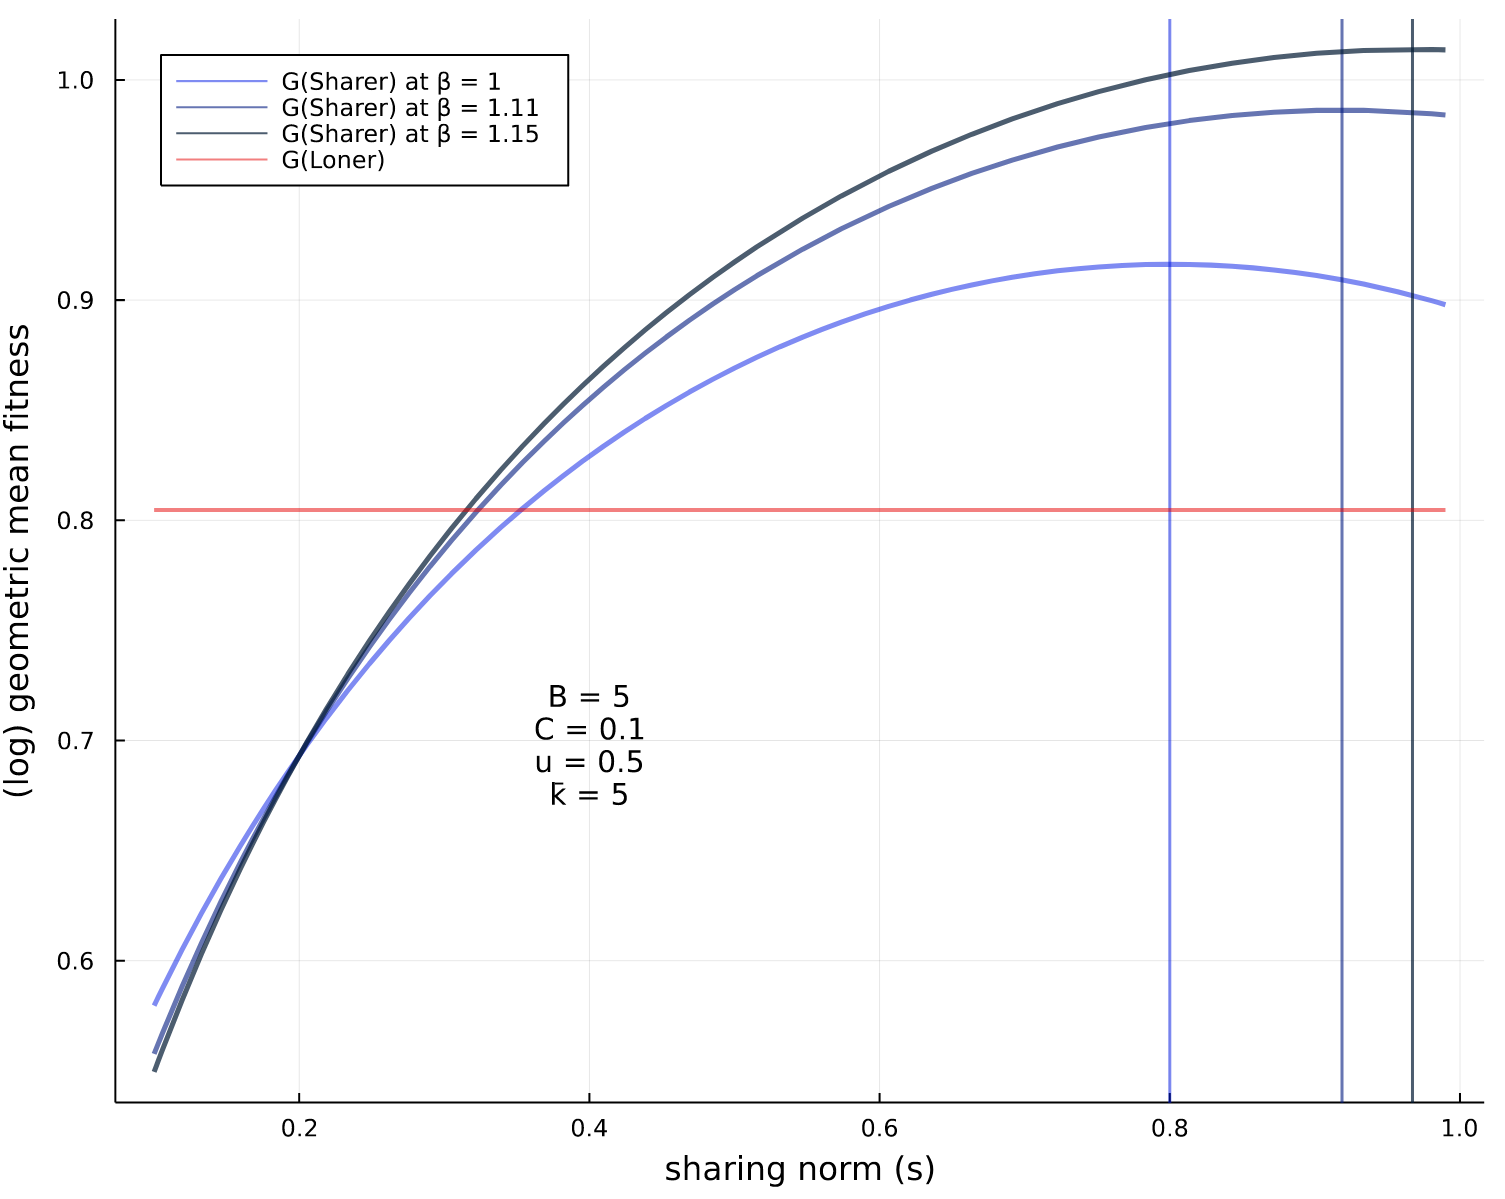 (log) geometric mean fitness
1.0
0.9
0.8
0.7
0.6
G(Sharer) at β = 1
G(Sharer) at β = 1.11
G(Sharer) at β = 1.15
G(Loner)
B = 5
C = 0.1
u = 0.5
k̄ = 5
0.2 0.4 0.6 0.8 1.0
sharing norm (s)